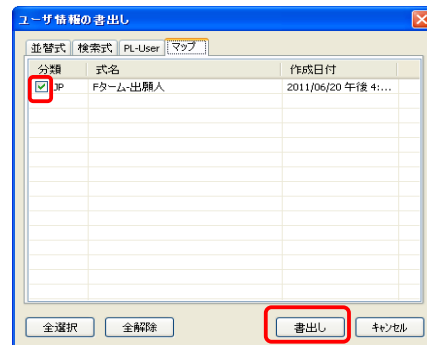 ユーザ情報の書出し
並替式 検索式 PL-User マップ
分類 式名 作成日付
JP Fターム-出願人 2011/06/20 午後 4:...
全選択 全解除 書出し キャンセル